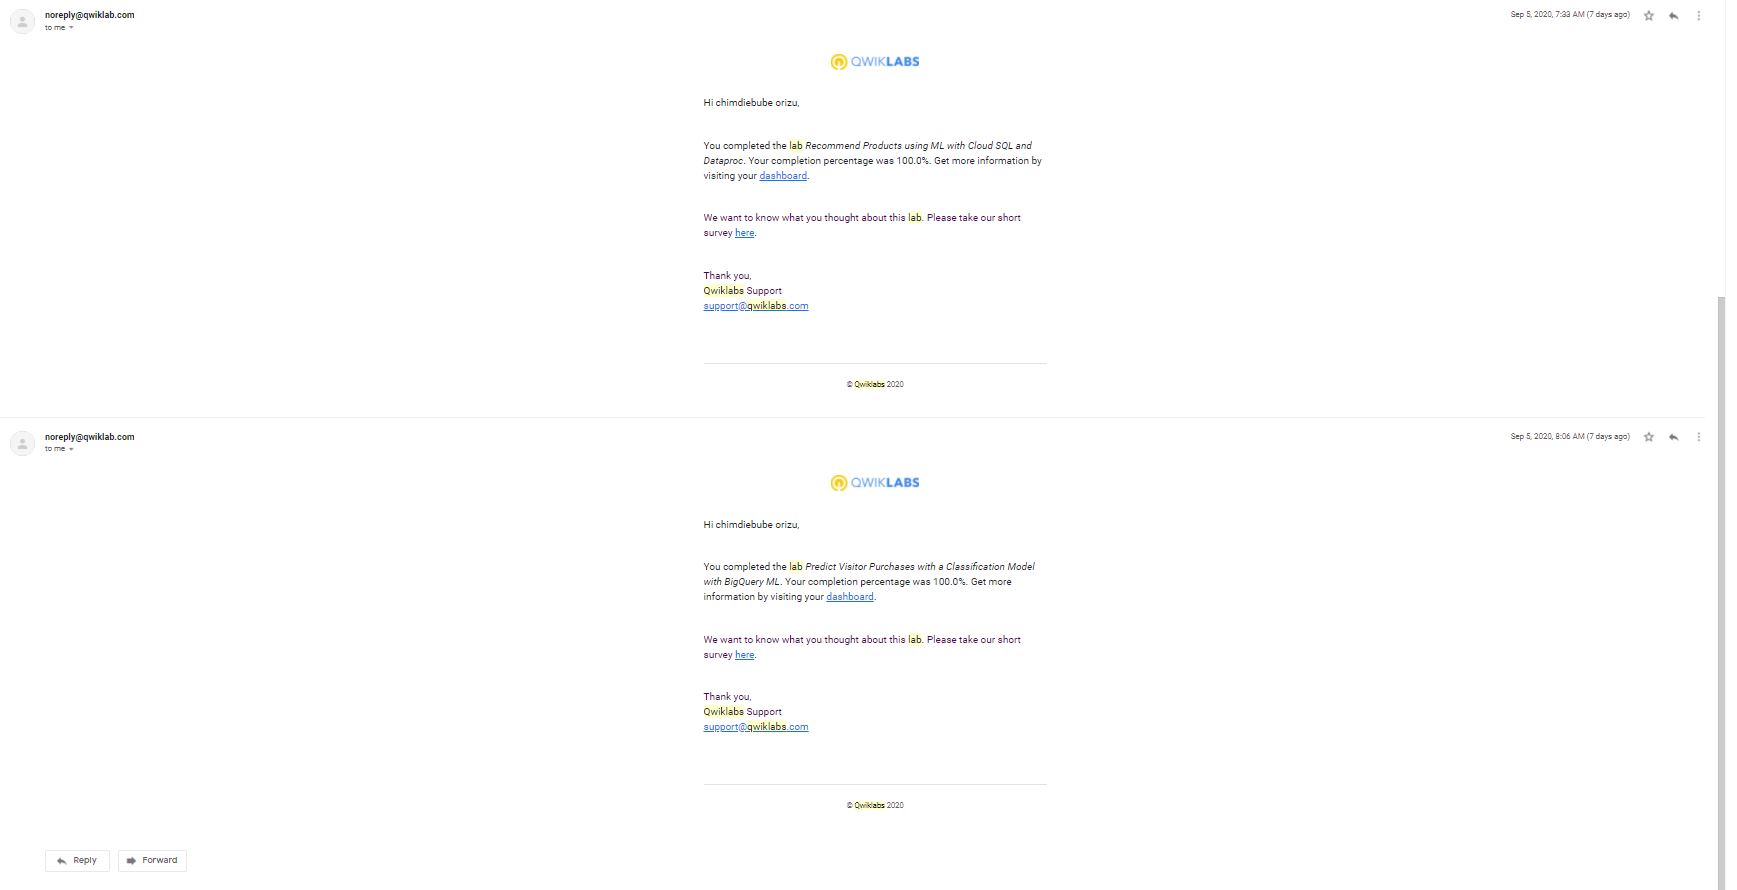 noreply@qwiklab.com
Sep 5, 2020, 7:33 AM (7 days ago)
to me
QWIKLABS
Hi chimdiebube orizu,
You completed the lab Recommend Products using ML with Cloud SQL and
Dataproc. Your completion percentage was 100.0%. Get more information by
visiting your dashboard.
We want to know what you thought about this lab. Please take our short
survey here.
Thank you,
Qwiklabs Support
support@qwiklabs.com
© Qwiklabs 2020
noreply@qwiklab.com
Sep 5, 2020, 8:06 AM (7 days ago)
to me
QWIKLABS
Hi chimdiebube orizu,
You completed the lab Predict Visitor Purchases with a Classification Model
with BigQuery ML. Your completion percentage was 100.0%. Get more
information by visiting your dashboard.
We want to know what you thought about this lab. Please take our short
survey here.
Thank you,
Qwiklabs Support
support@qwiklabs.com
© Qwiklabs 2020
Reply Forward